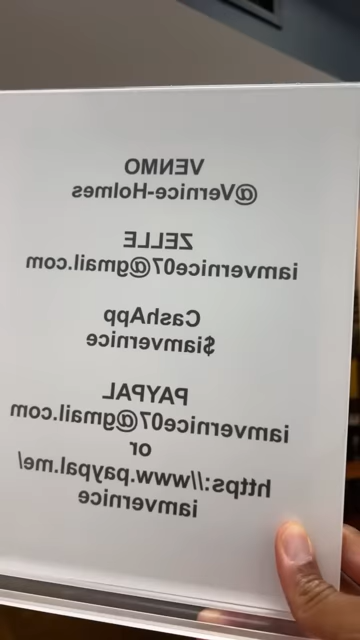 VENMO
@Vernice-Holmes
ZELLE
iamvernice07@gmail.com
CashApp
$iamvernice
PAYPAL
iamvernice07@gmail.com
or
https://www.paypal.me/
iamvernice